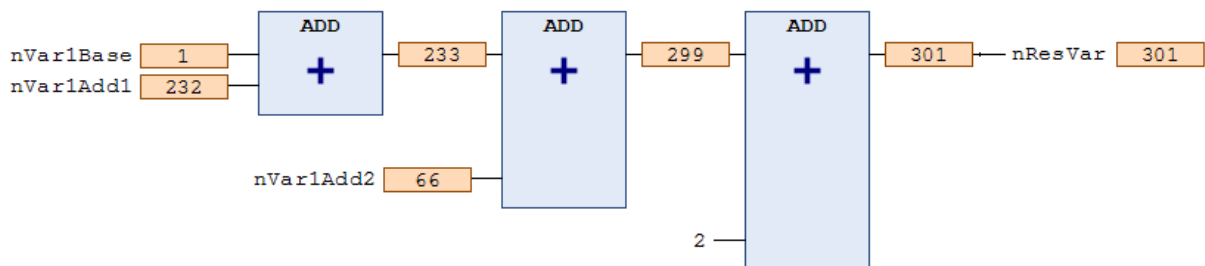 ADD ADD ADD
nVar1Base 1 233 299 301 nResVar 301
+ + +
nVar1Add1 232
nVar1Add2 66
2